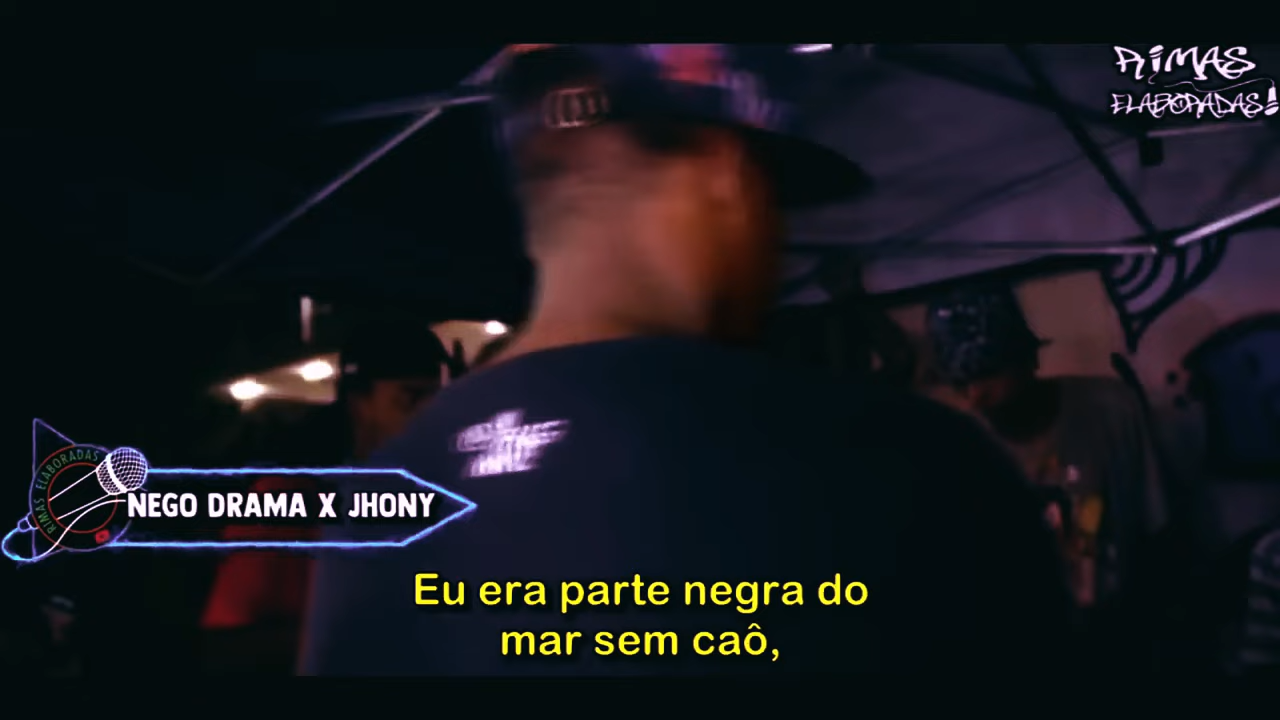 RIMAS
ELABORADAS!
RIMAS ELABORADAS
NEGO DRAMA X JHONY
Eu era parte negra do
mar sem caô,